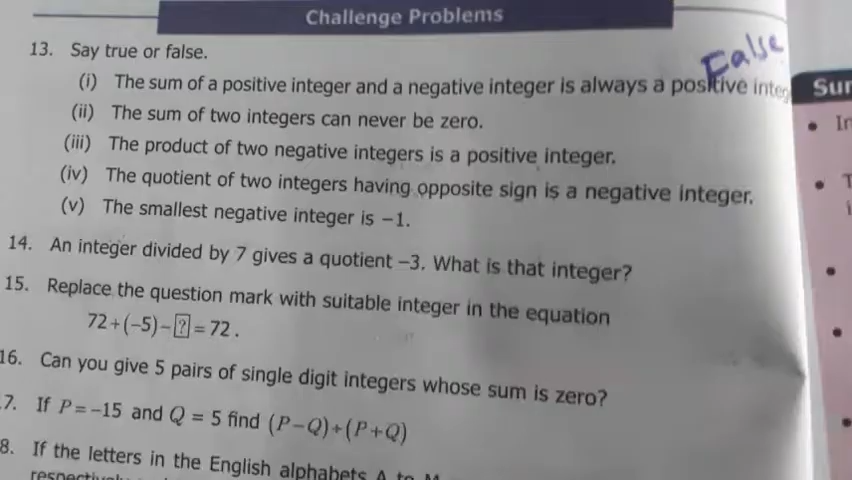 Challenge Problems
False
13. Say true or false.
(i) The sum of a positive integer and a negative integer is always a positive integ
(ii) The sum of two integers can never be zero.
(iii) The product of two negative integers is a positive integer.
(iv) The quotient of two integers having opposite sign is a negative integer.
(v) The smallest negative integer is −1.
14. An integer divided by 7 gives a quotient −3. What is that integer?
15. Replace the question mark with suitable integer in the equation
72+(−5)−[?]=72.
16. Can you give 5 pairs of single digit integers whose sum is zero?
7. If P=−15 and Q = 5 find (P−Q)÷(P+Q)
8. If the letters in the English alphabets A to M
Sur
In